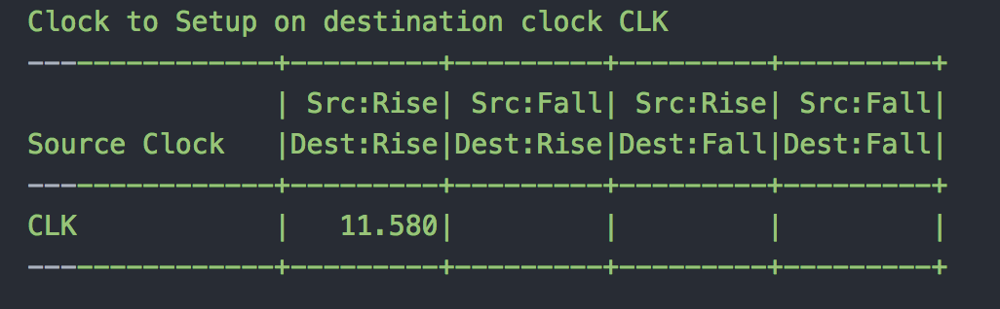 Clock to Setup on destination clock CLK
---------------+---------+---------+---------+---------+
               | Src:Rise| Src:Fall| Src:Rise| Src:Fall|
Source Clock   |Dest:Rise|Dest:Rise|Dest:Fall|Dest:Fall|
---------------+---------+---------+---------+---------+
CLK            |   11.580|         |         |         |
---------------+---------+---------+---------+---------+